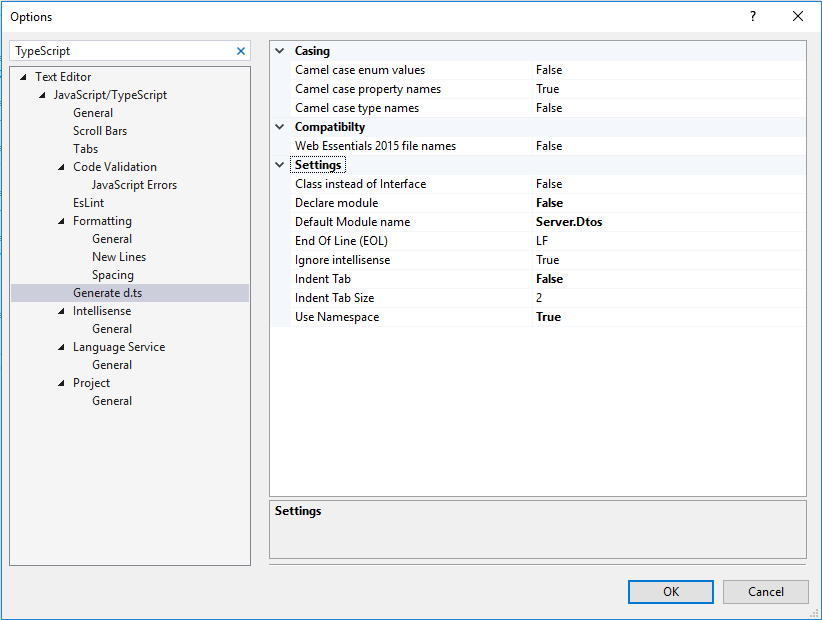 Options
?
TypeScript
Text Editor
JavaScript/TypeScript
General
Scroll Bars
Tabs
Code Validation
JavaScript Errors
EsLint
Formatting
General
New Lines
Spacing
Generate d.ts
Intellisense
General
Language Service
General
Project
General
Casing
Camel case enum values False
Camel case property names True
Camel case type names False
Compatibilty
Web Essentials 2015 file names False
Settings
Class instead of Interface False
Declare module False
Default Module name Server.Dtos
End Of Line (EOL) LF
Ignore intellisense True
Indent Tab False
Indent Tab Size 2
Use Namespace True
Settings
OK Cancel